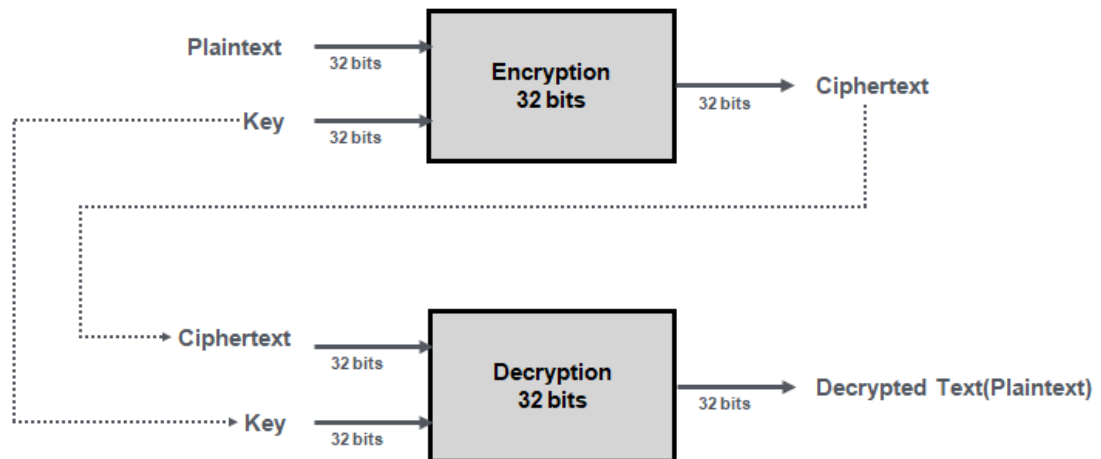 Plaintext
32 bits
Encryption
32 bits
32 bits
Ciphertext
Key
32 bits
Ciphertext
32 bits
Decryption
32 bits
32 bits
Decrypted Text(Plaintext)
Key
32 bits